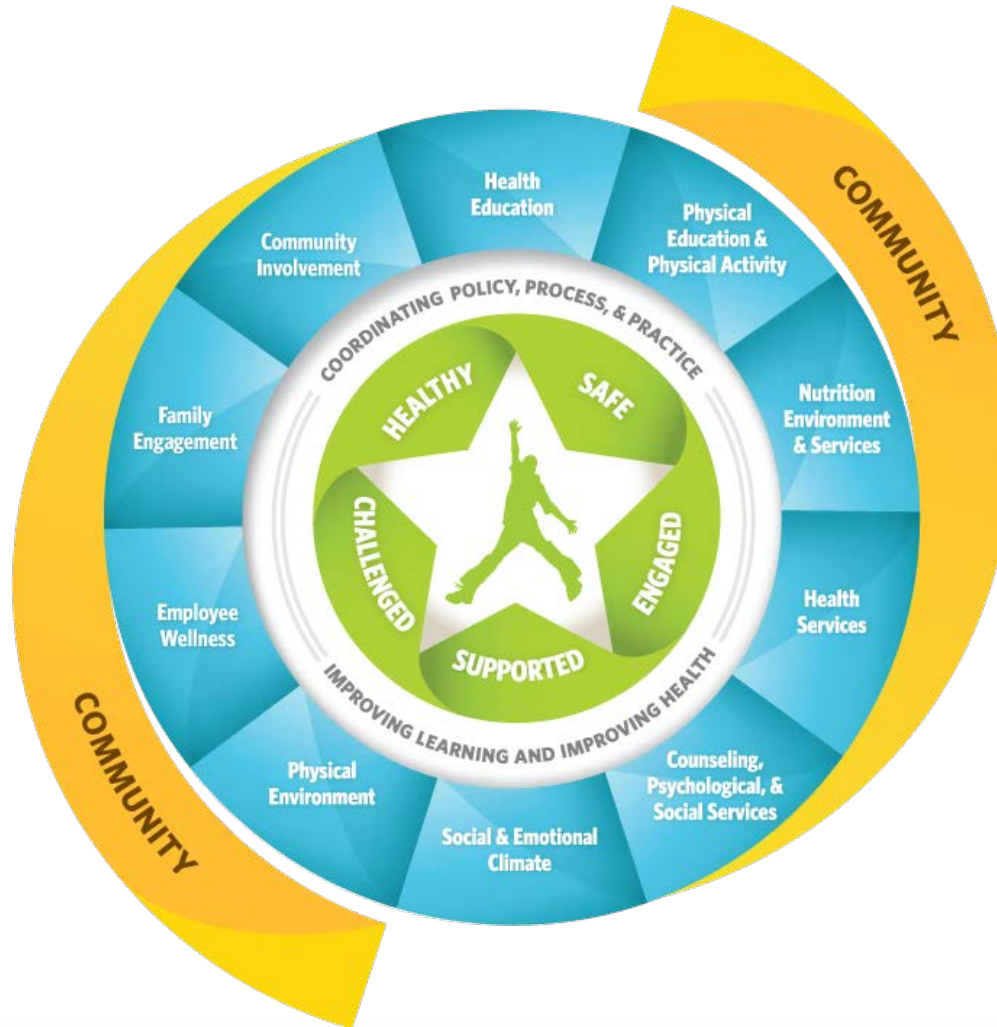 COMMUNITY
Health
Education
Physical
Education &
Physical Activity
Nutrition
Environment
& Services
Health
Services
Counseling,
Psychological, &
Social Services
Social & Emotional
Climate
Physical
Environment
Employee
Wellness
Family
Engagement
Community
Involvement
COORDINATING POLICY, PROCESS, & PRACTICE
IMPROVING LEARNING AND IMPROVING HEALTH
HEALTHY
SAFE
ENGAGED
SUPPORTED
CHALLENGED
COMMUNITY